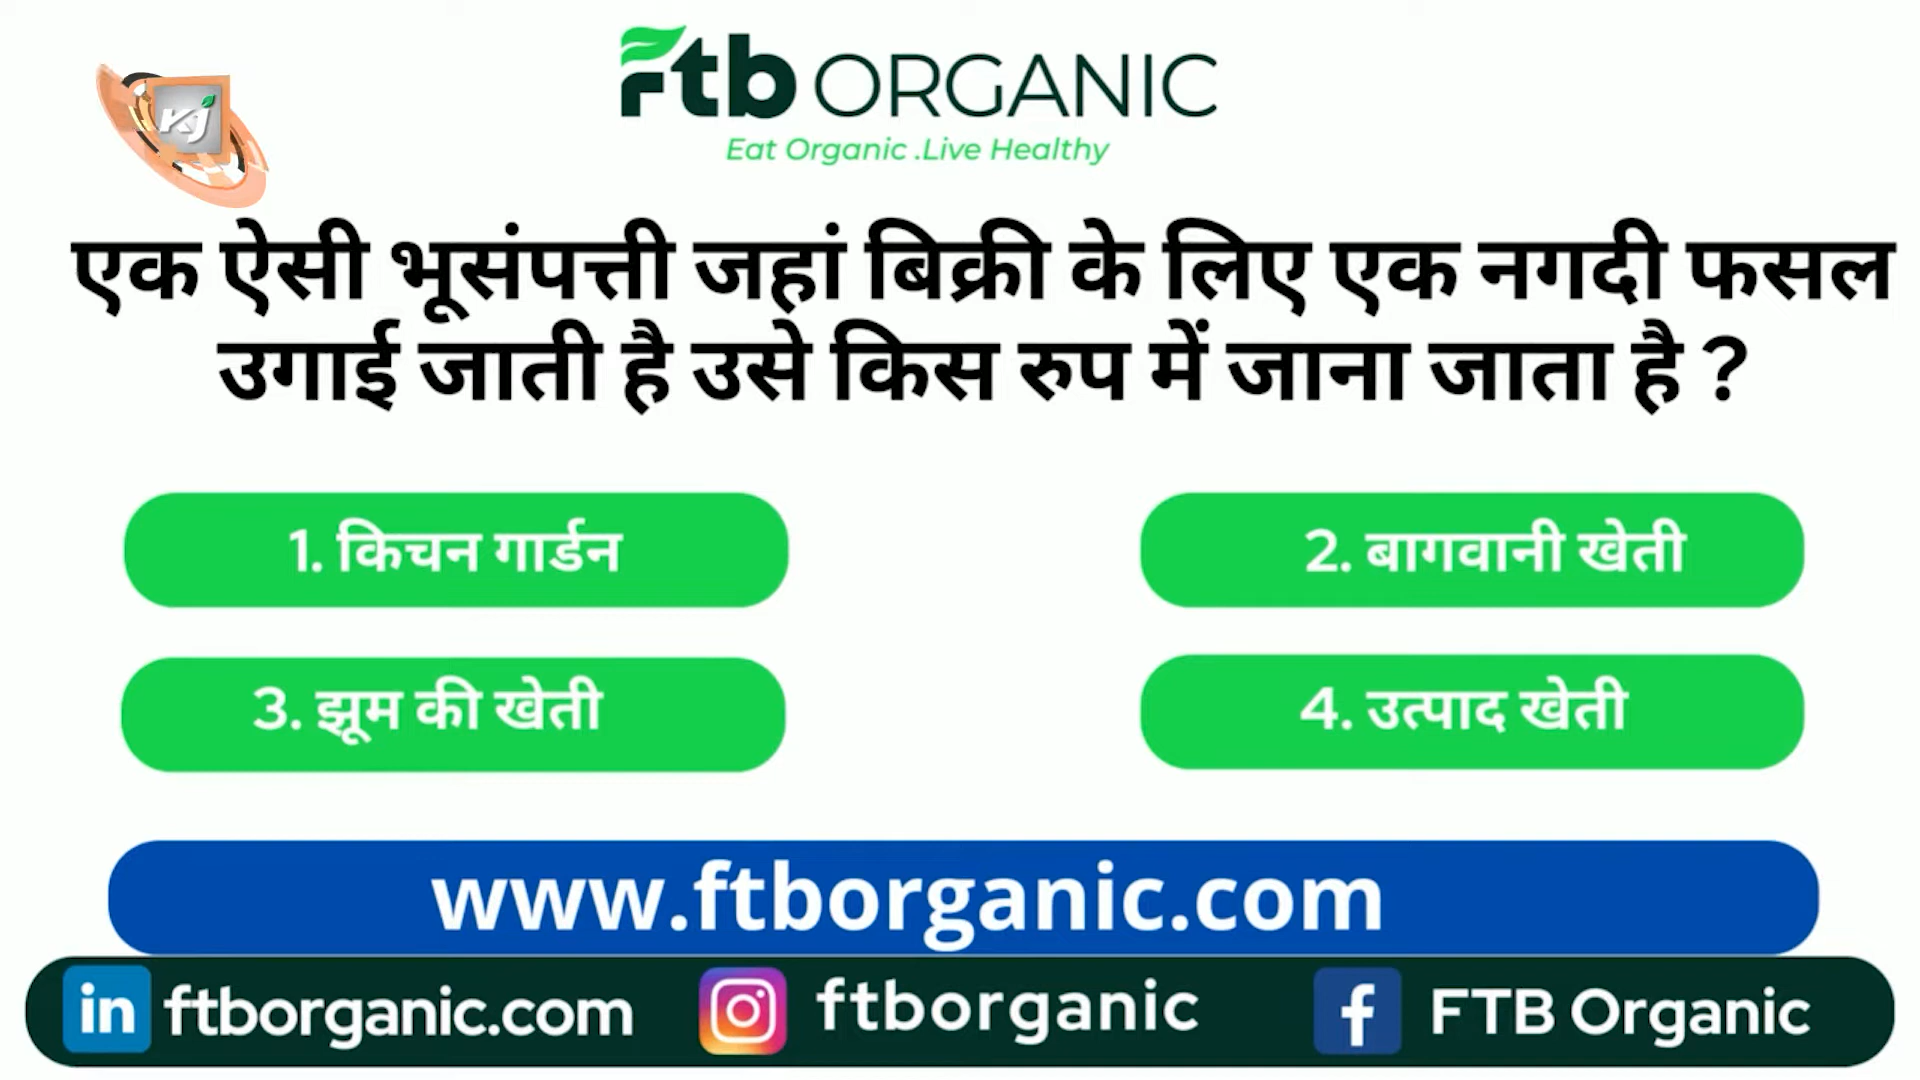 Ftb ORGANIC
Eat Organic .Live Healthy
KJ
एक ऐसी भूसंपत्ती जहां बिक्री के लिए एक नगदी फसल
उगाई जाती है उसे किस रुप में जाना जाता है ?
1. किचन गार्डन
2. बागवानी खेती
3. झूम की खेती
4. उत्पाद खेती
www.ftborganic.com
in ftborganic.com ftborganic f FTB Organic